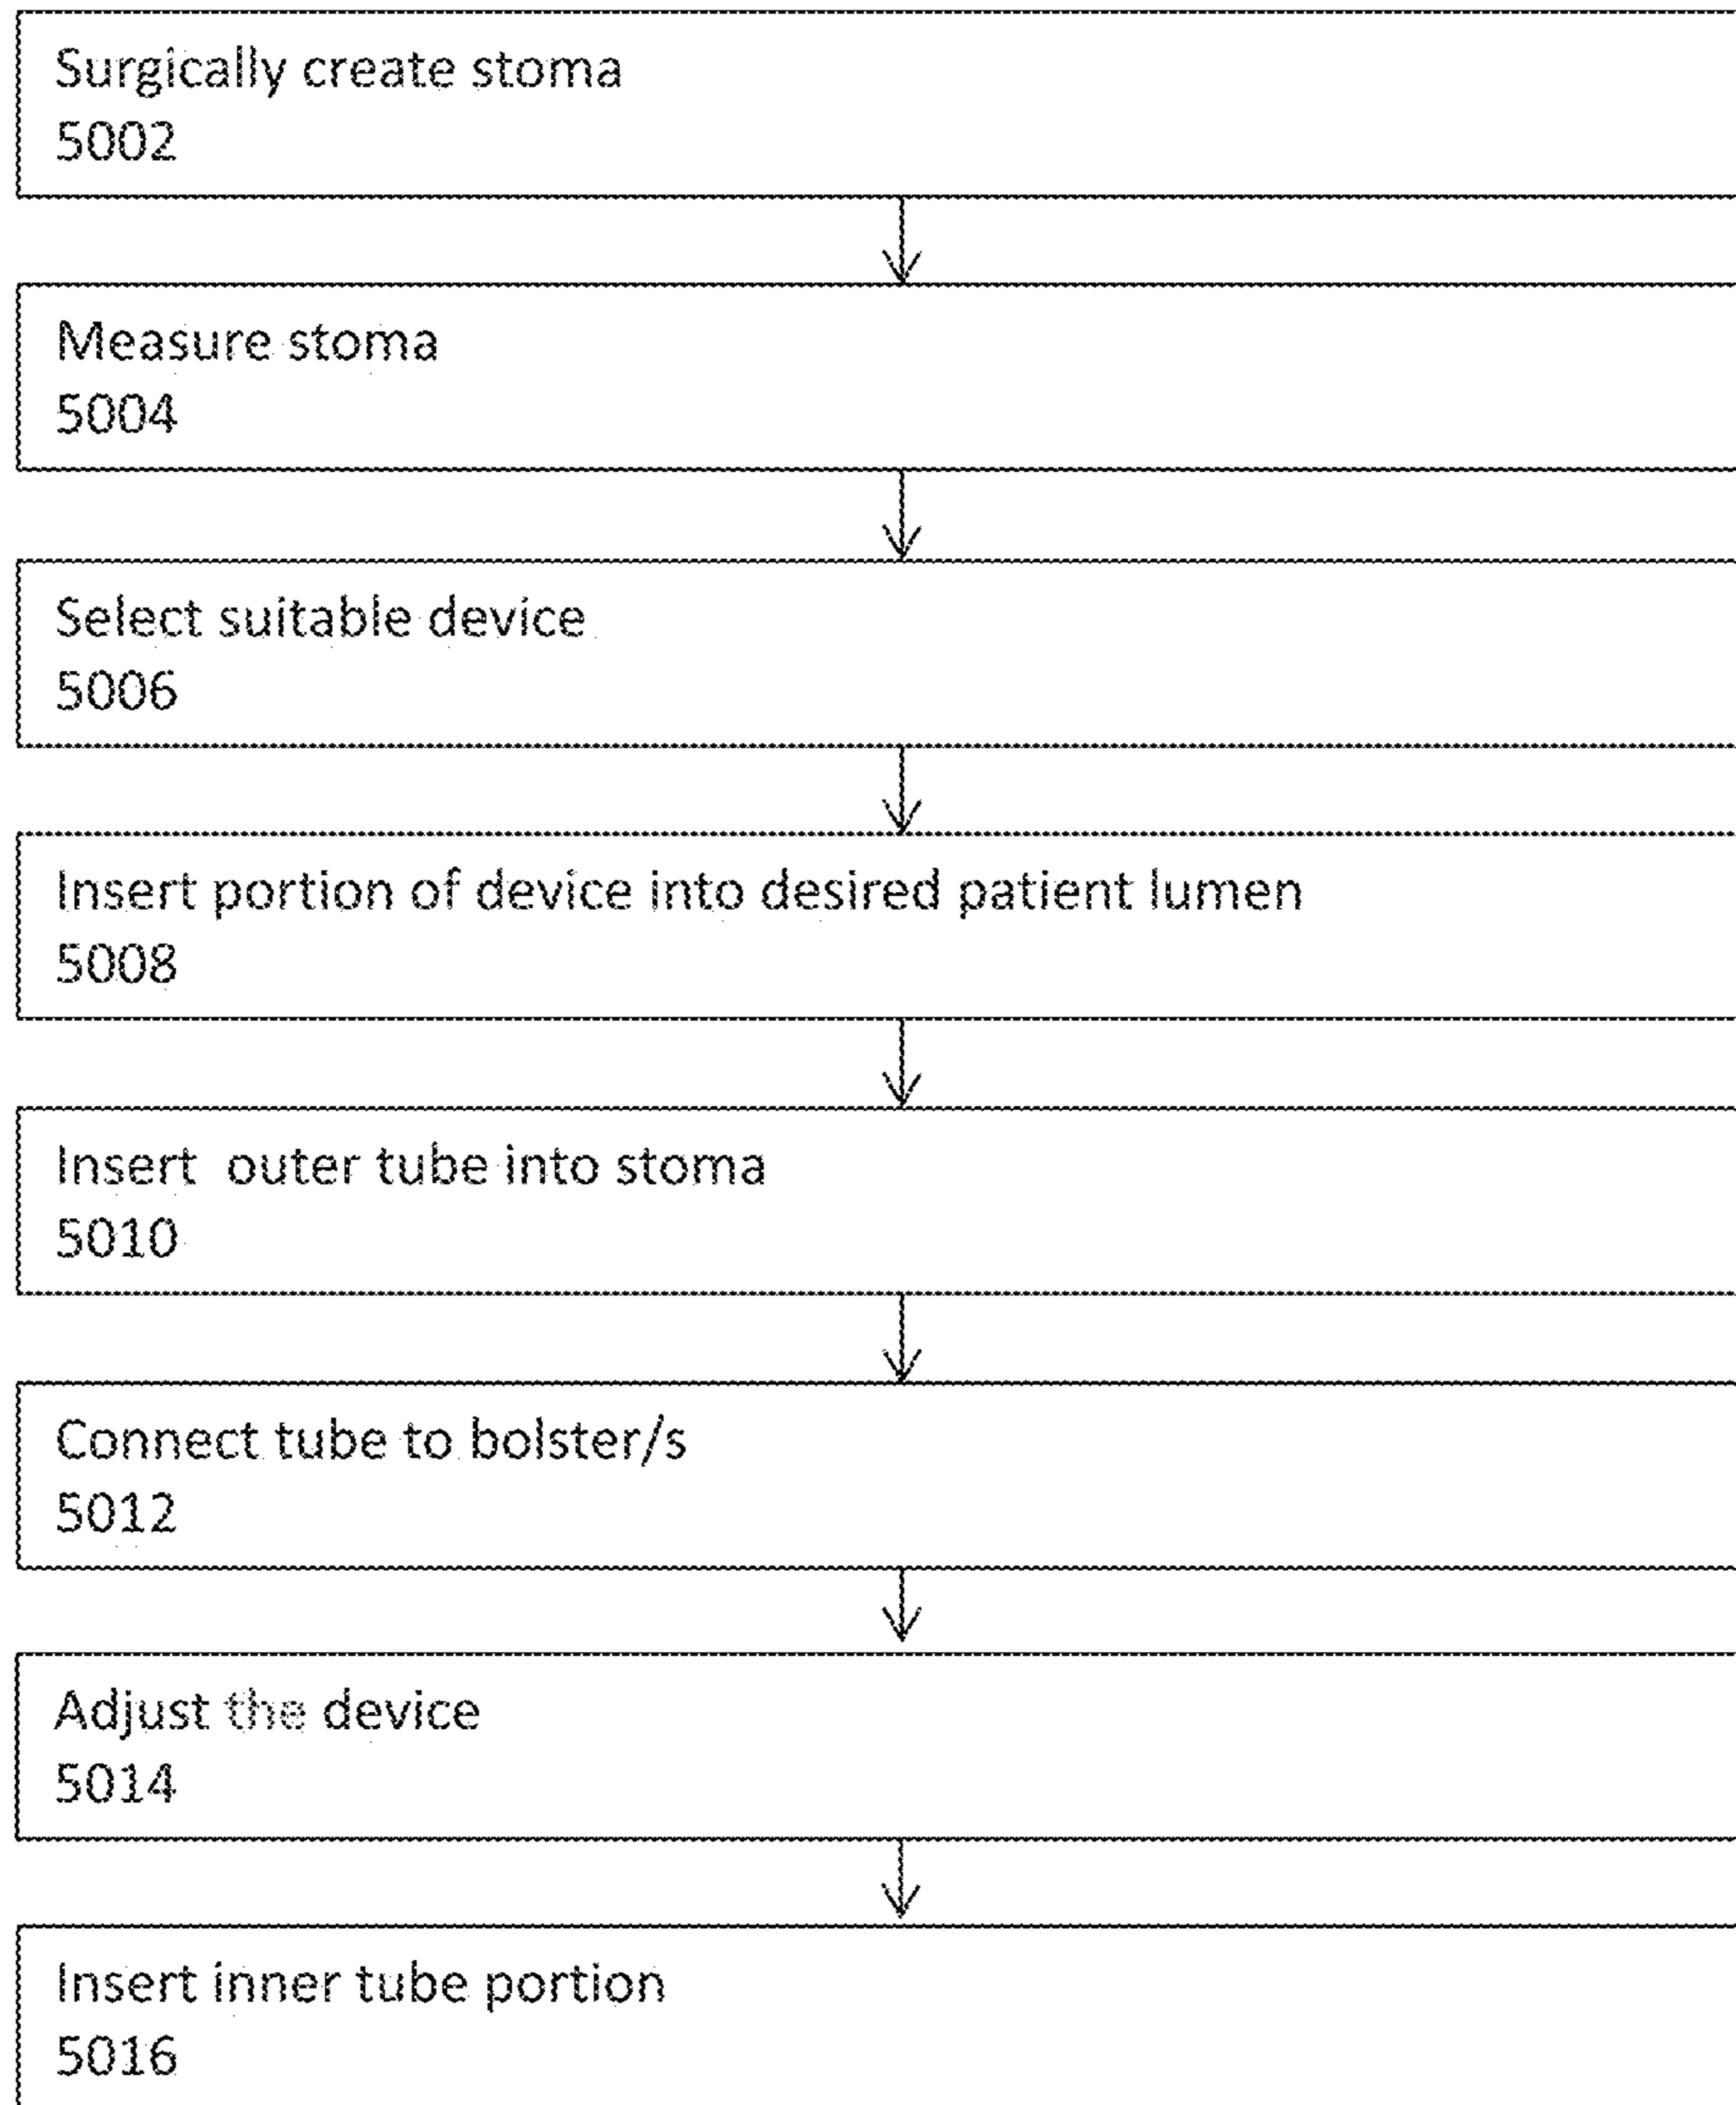 Surgically create stoma
5002
Measure stoma
5004
Select suitable device
5006
Insert portion of device into desired patient lumen
5008
Insert outer tube into stoma
5010
Connect tube to bolster/s
5012
Adjust the device
5014
Insert inner tube portion
5016